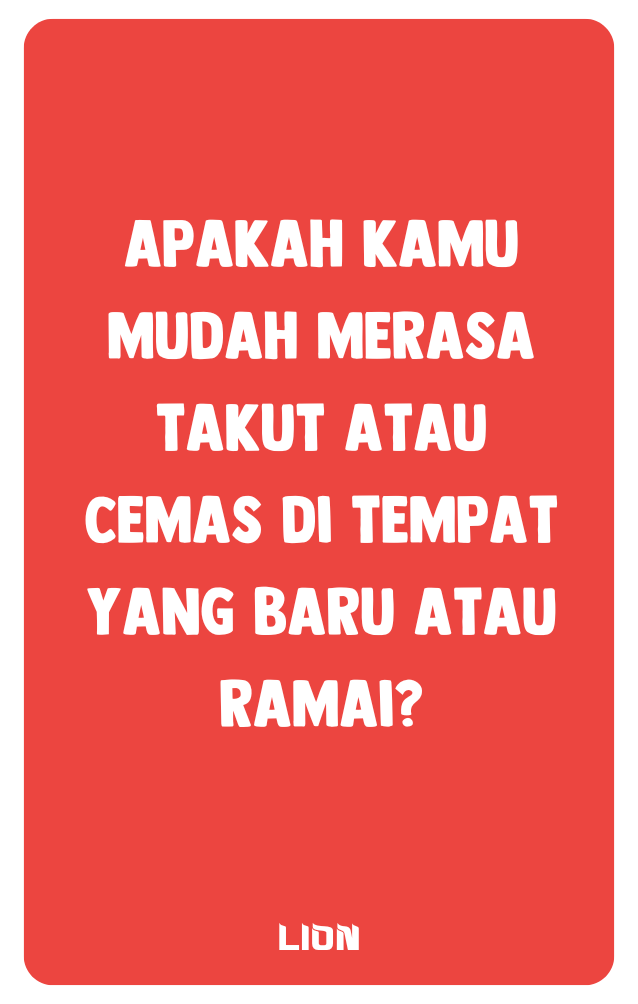 APAKAH KAMU
MUDAH MERASA
TAKUT ATAU
CEMAS DI TEMPAT
YANG BARU ATAU
RAMAI?
LION